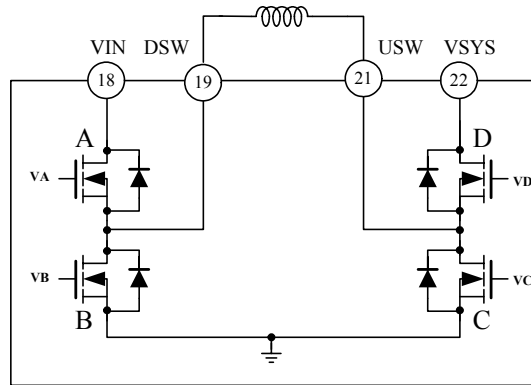 VIN DSW USW VSYS
18 19 21 22
A D
VA VD
VB VC
B C